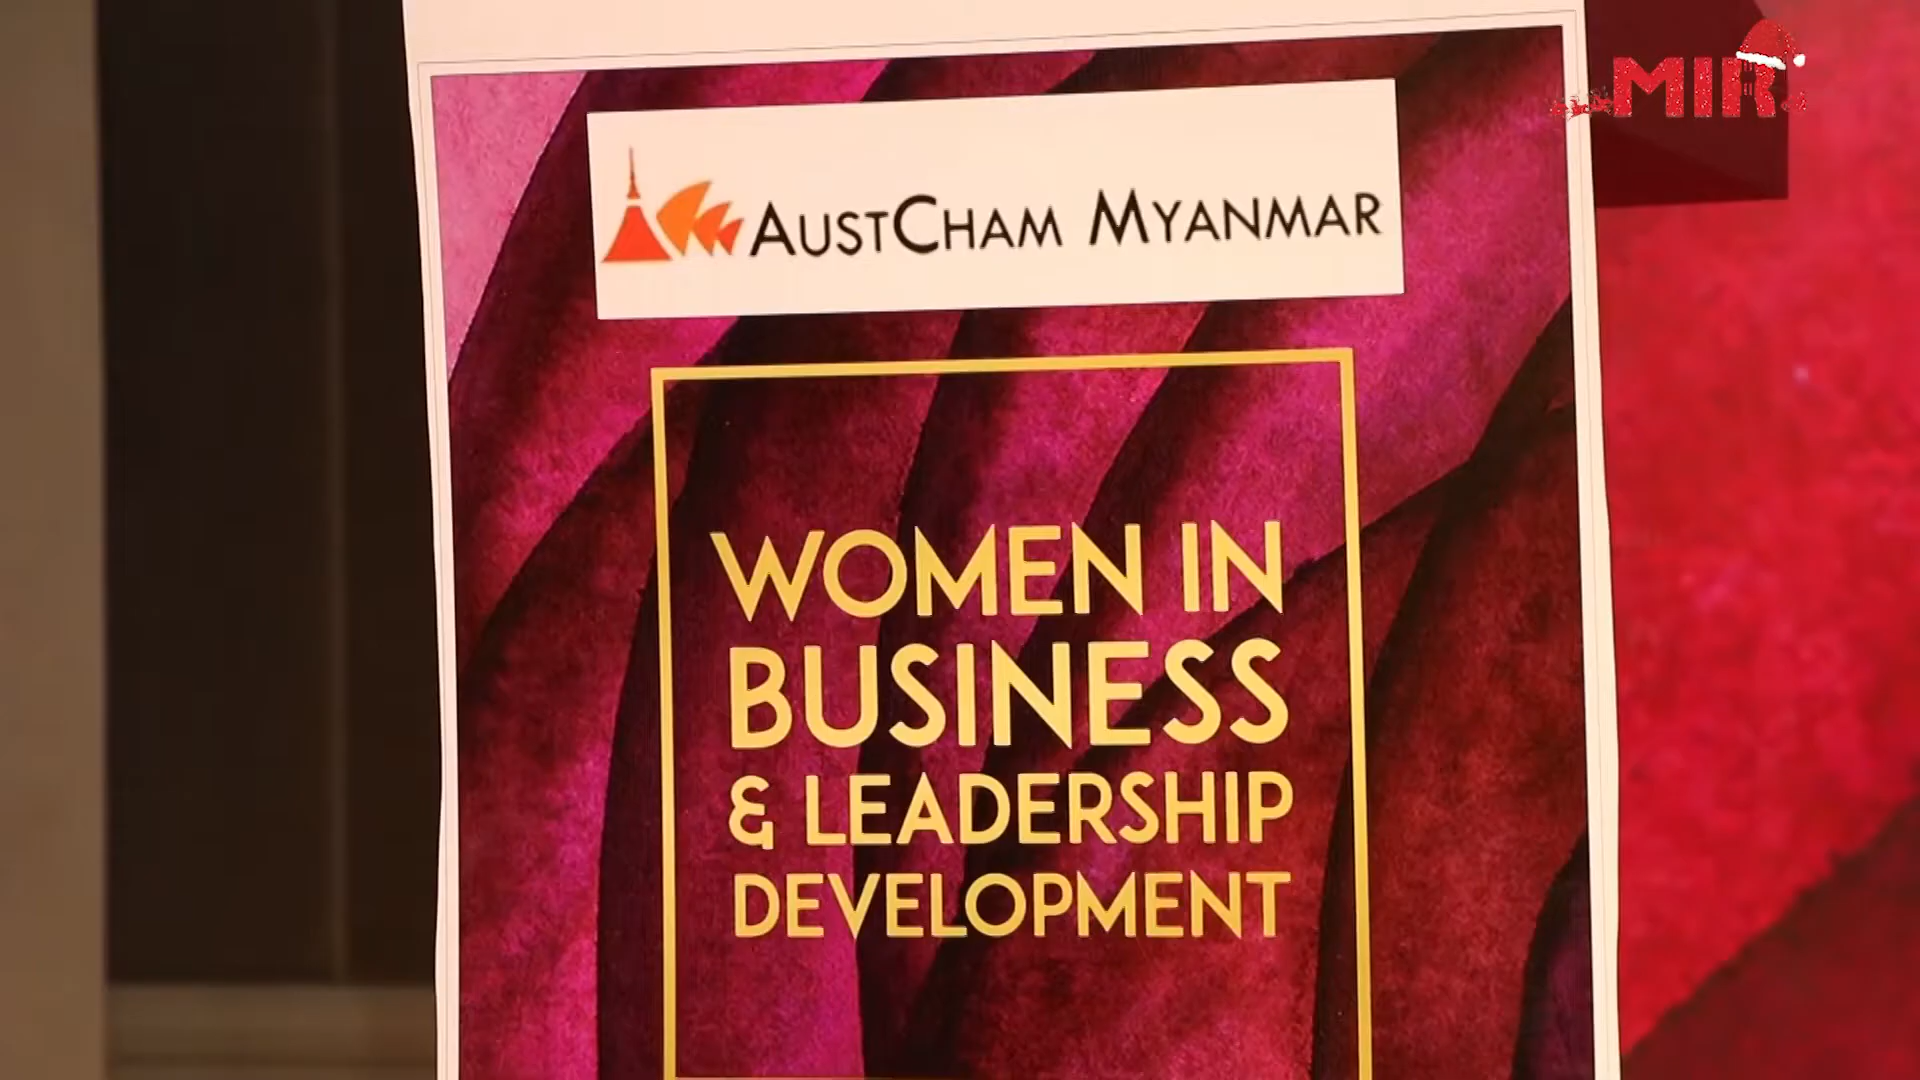 AUSTCHAM MYANMAR
MIR
WOMEN IN
BUSINESS
& LEADERSHIP
DEVELOPMENT